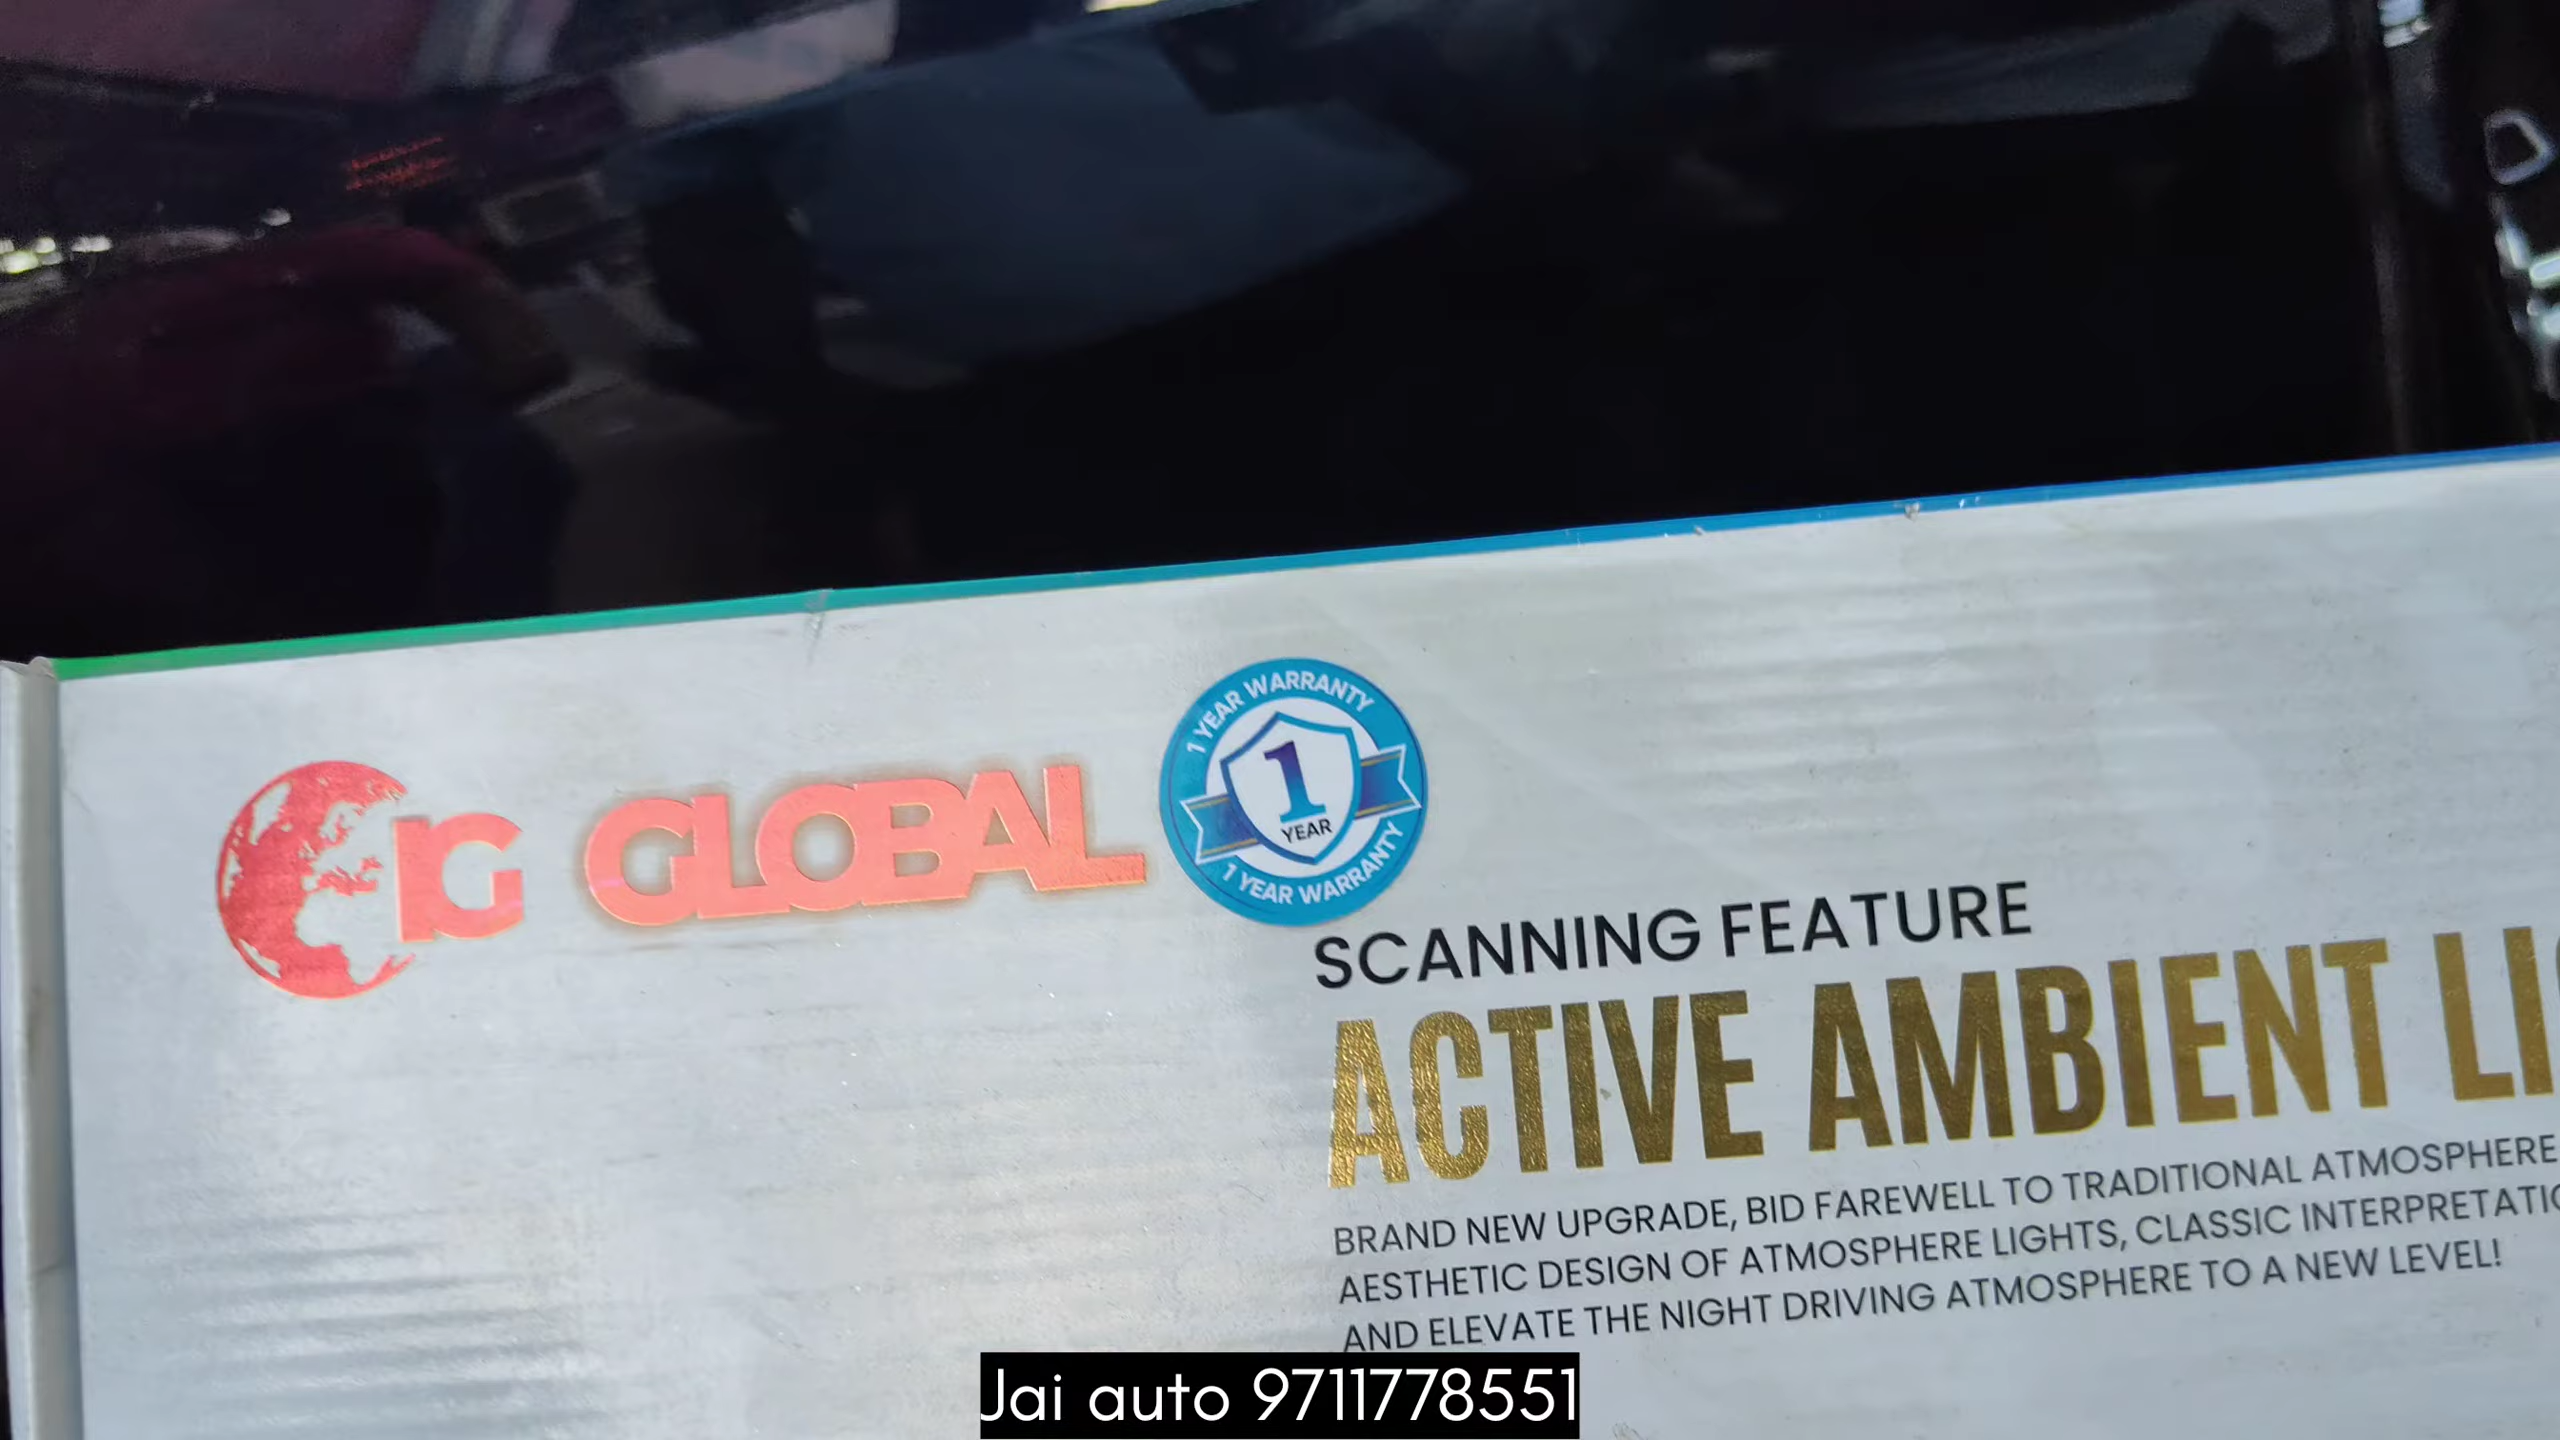 IG GLOBAL
1 YEAR WARRANTY
1
YEAR
1 YEAR WARRANTY
SCANNING FEATURE
ACTIVE AMBIENT
BRAND NEW UPGRADE, BID FAREWELL TO TRADITIONAL ATMOSPHERE
AESTHETIC DESIGN OF ATMOSPHERE LIGHTS, CLASSIC
AND ELEVATE THE NIGHT DRIVING ATMOSPHERE TO A NEW LEVEL!
Jai auto 9711778551